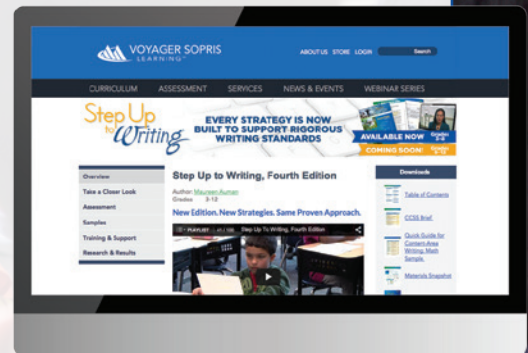 VOYAGER SOPRIS
LEARNING™
ABOUT US STORE LOGIN Search
CURRICULUM ASSESSMENT SERVICES NEWS & EVENTS WEBINAR SERIES
Step Up
to Writing
EVERY STRATEGY IS NOW
BUILT TO SUPPORT RIGOROUS
WRITING STANDARDS
AVAILABLE NOW Grades
COMING SOON! Grades
Overview
Take a Closer Look
Assessment
Samples
Training & Support
Research & Results
Step Up to Writing, Fourth Edition
Author: Maureen Auman
Grades 3-12
New Edition. New Strategies. Same Proven Approach.
PLAYLIST Step Up To Writing, Fourth Edition
Downloads
Table of Contents
CCSS Brief
Quick Guide for
Content-Area
Writing: Math
Sample
Materials Snapshot